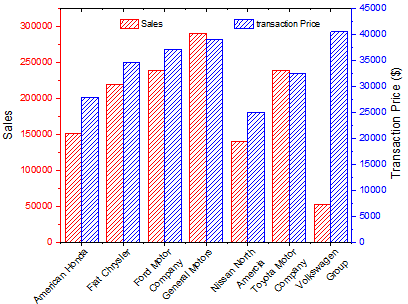 Sales
transaction Price
300000
250000
200000
150000
100000
50000
0
Sales
45000
40000
35000
30000
25000
20000
15000
10000
5000
0
Transaction Price ($)
American Honda
Fiat Chrysler
Ford Motor
Company
General Motors
Nissan North
Amercia
Toyota Motor
Company
Volkswagen
Group